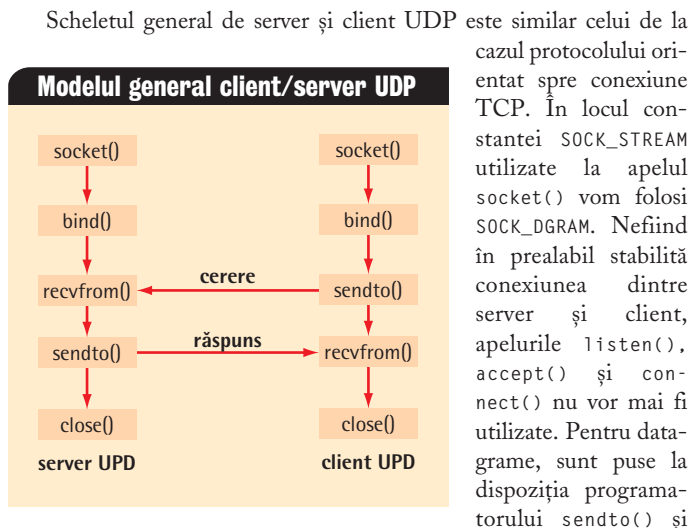 Scheletul general de server și client UDP este similar celui de la
cazul protocolului ori-
entat spre conexiune
TCP. În locul con-
stantei SOCK_STREAM
utilizate la apelul
socket() vom folosi
SOCK_DGRAM. Nefiind
în prealabil stabilită
conexiunea dintre
server și client,
apelurile listen(),
accept() și con-
nect() nu vor mai fi
utilizate. Pentru data-
grame, sunt puse la
dispoziția programa-
torului sendto() și
Modelul general client/server UDP
socket() socket()
bind() bind()
recvfrom() cerere sendto()
sendto() răspuns recvfrom()
close() close()
server UPD client UPD